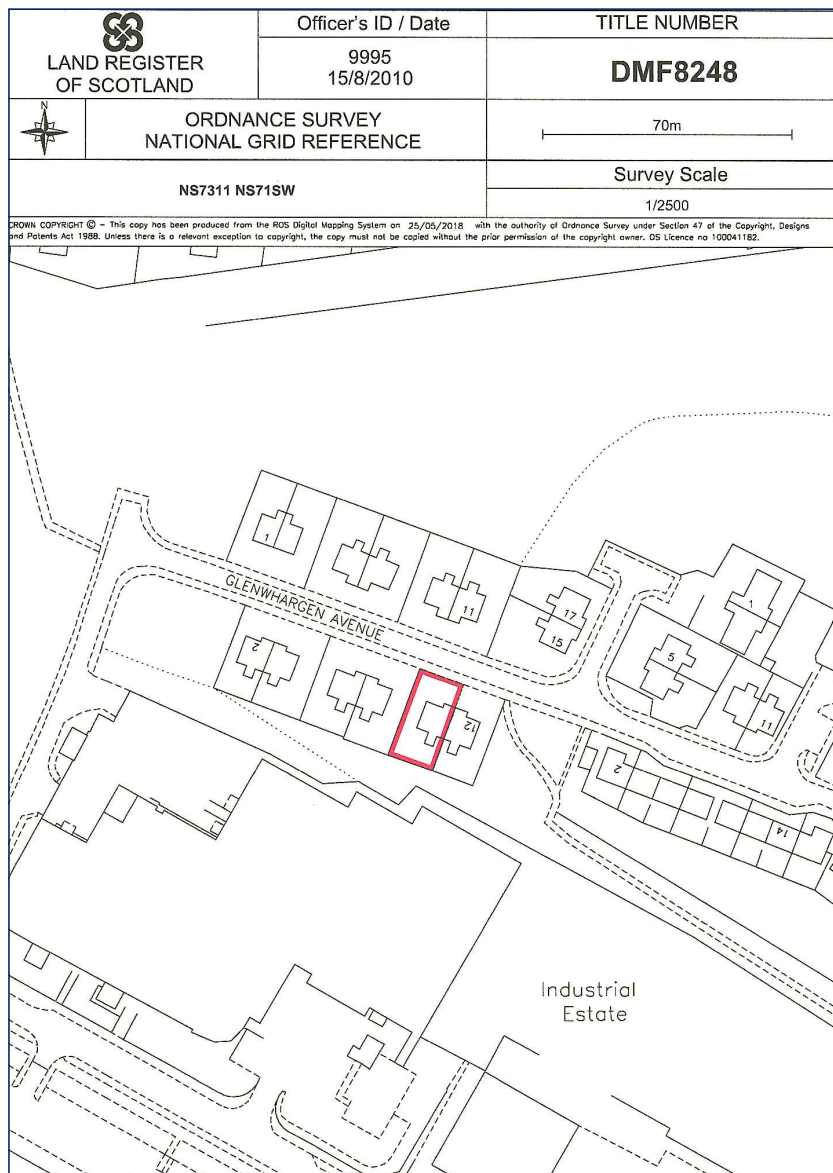 LAND REGISTER
OF SCOTLAND
Officer's ID / Date
9995
15/8/2010
TITLE NUMBER
DMF8248
N
ORDNANCE SURVEY
NATIONAL GRID REFERENCE
70m
NS7311 NS71SW
Survey Scale
1/2500
CROWN COPYRIGHT © – This copy has been produced from the ROS Digital Mapping System on 25/05/2018 with the authority of Ordnance Survey under Section 47 of the Copyright, Designs
and Patents Act 1988. Unless there is a relevant exception to copyright, the copy must not be copied without the prior permission of the copyright owner. OS Licence no 100041182.
1
11
17
15
1
5
11
GLENWHARGEN AVENUE
2
12
2
14
Industrial
Estate